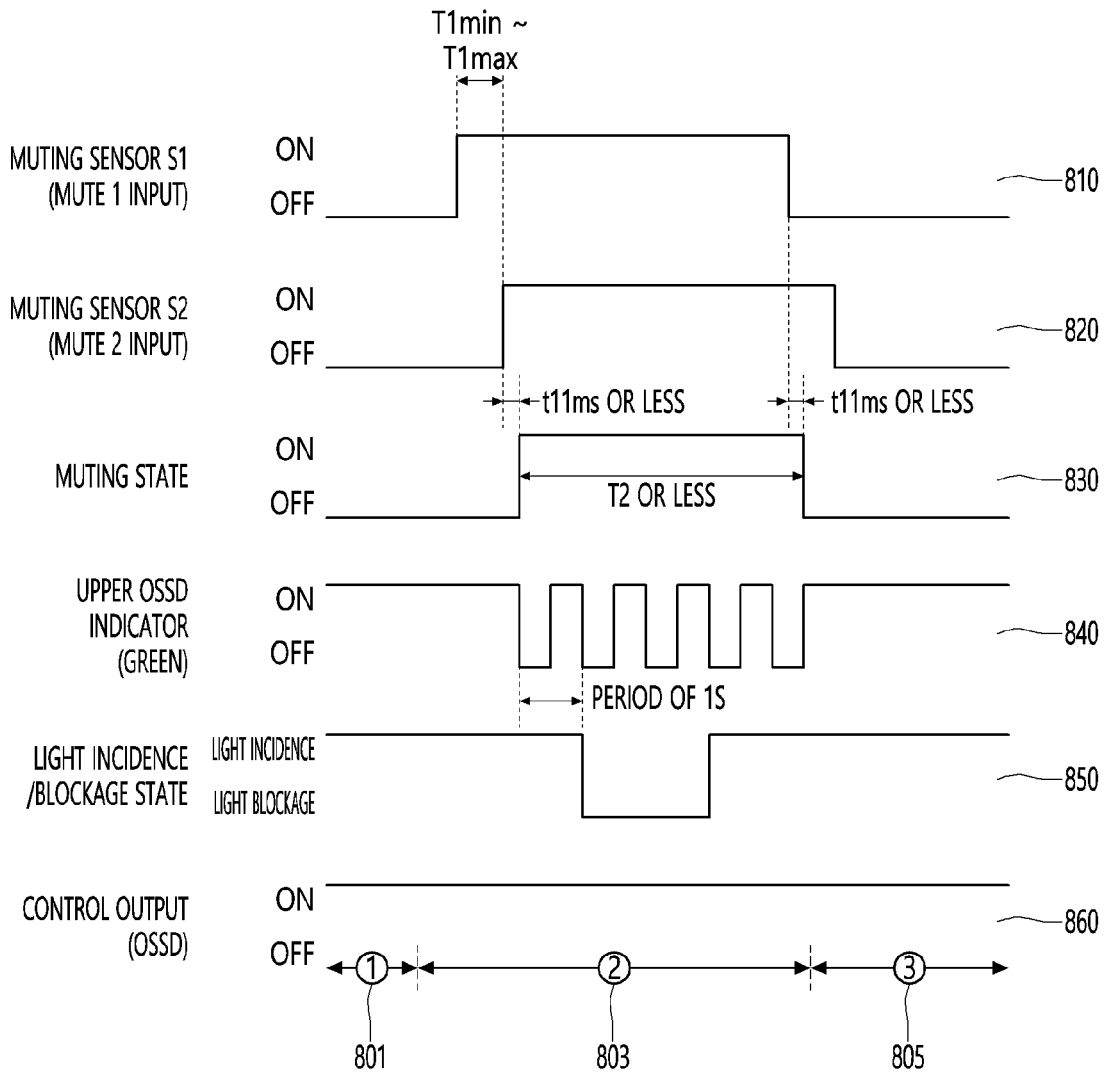 T1min ~
T1max
MUTING SENSOR S1
(MUTE 1 INPUT)
ON
OFF
810
MUTING SENSOR S2
(MUTE 2 INPUT)
ON
OFF
820
t11ms OR LESS
t11ms OR LESS
MUTING STATE
ON
OFF
T2 OR LESS
830
UPPER OSSD
INDICATOR
(GREEN)
ON
OFF
840
PERIOD OF 1S
LIGHT INCIDENCE
/BLOCKAGE STATE
LIGHT INCIDENCE
LIGHT BLOCKAGE
850
CONTROL OUTPUT
(OSSD)
ON
OFF
860
① ② ③
801 803 805